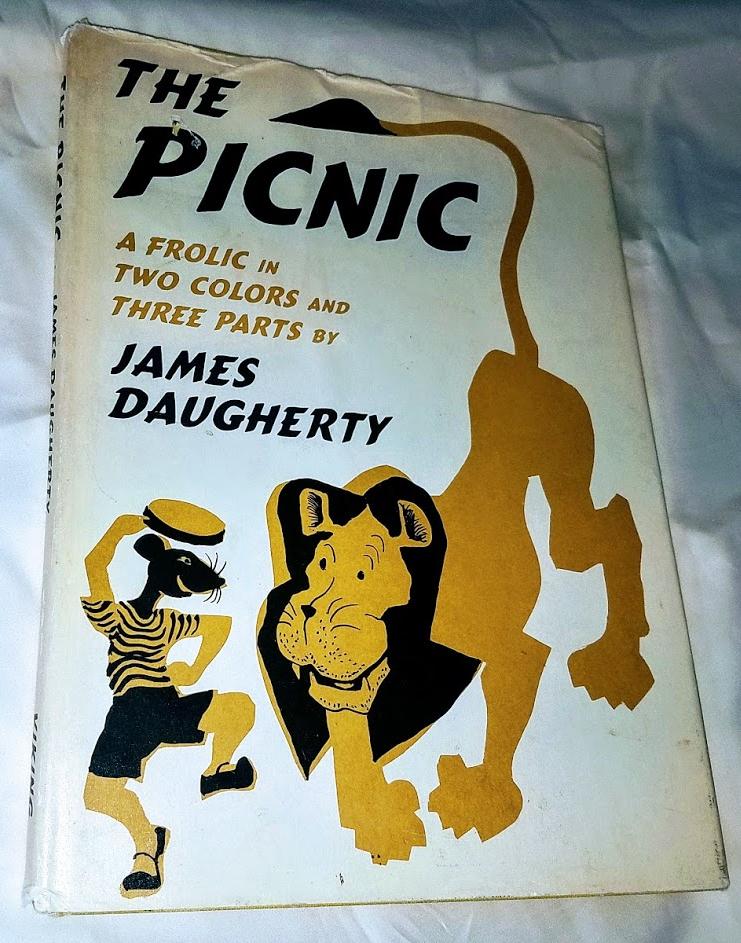 THE
PICNIC
A FROLIC IN
TWO COLORS AND
THREE PARTS BY
JAMES
DAUGHERTY
THE PICNIC JAMES DAUGHERTY VIKING